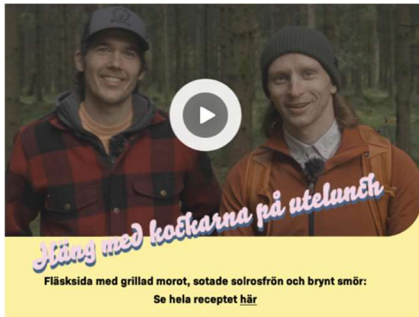 Häng med kockarna på utelunch
Fläsksida med grillad morot, sotade solrosfrön och brynt smör:
Se hela receptet här